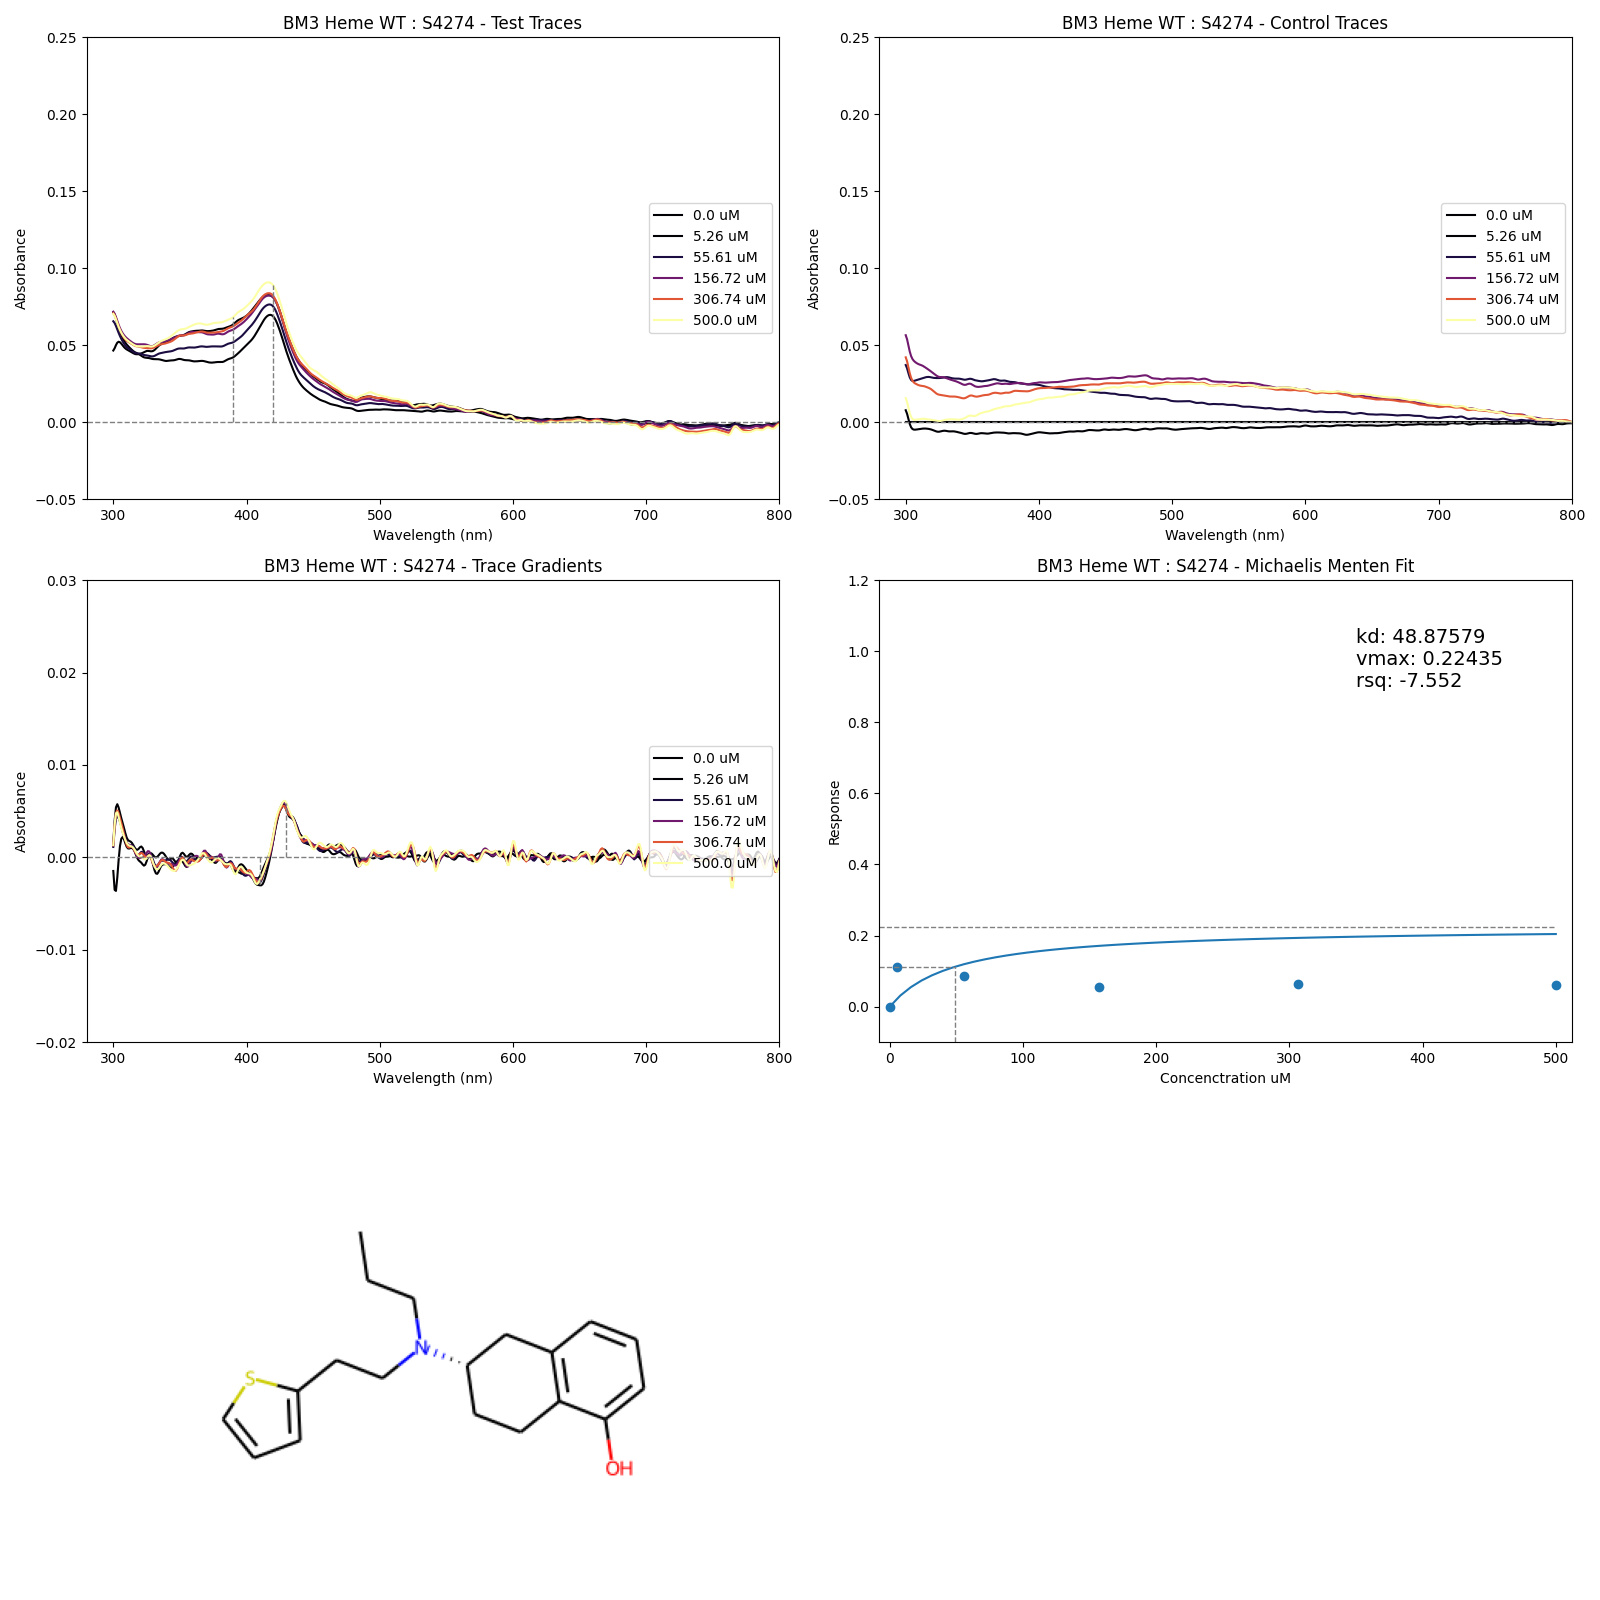 BM3 Heme WT : S4274 - Test Traces
0.25
0.20
0.15
0.10
0.05
0.00
−0.05
Absorbance
300 400 500 600 700 800
Wavelength (nm)
0.0 uM
5.26 uM
55.61 uM
156.72 uM
306.74 uM
500.0 uM
BM3 Heme WT : S4274 - Control Traces
0.25
0.20
0.15
0.10
0.05
0.00
−0.05
Absorbance
300 400 500 600 700 800
Wavelength (nm)
0.0 uM
5.26 uM
55.61 uM
156.72 uM
306.74 uM
500.0 uM
BM3 Heme WT : S4274 - Trace Gradients
0.03
0.02
0.01
0.00
−0.01
−0.02
Absorbance
300 400 500 600 700 800
Wavelength (nm)
0.0 uM
5.26 uM
55.61 uM
156.72 uM
306.74 uM
500.0 uM
BM3 Heme WT : S4274 - Michaelis Menten Fit
1.2
1.0
0.8
0.6
0.4
0.2
0.0
Response
0 100 200 300 400 500
Concenctration uM
kd: 48.87579
vmax: 0.22435
rsq: -7.552
N
S
OH